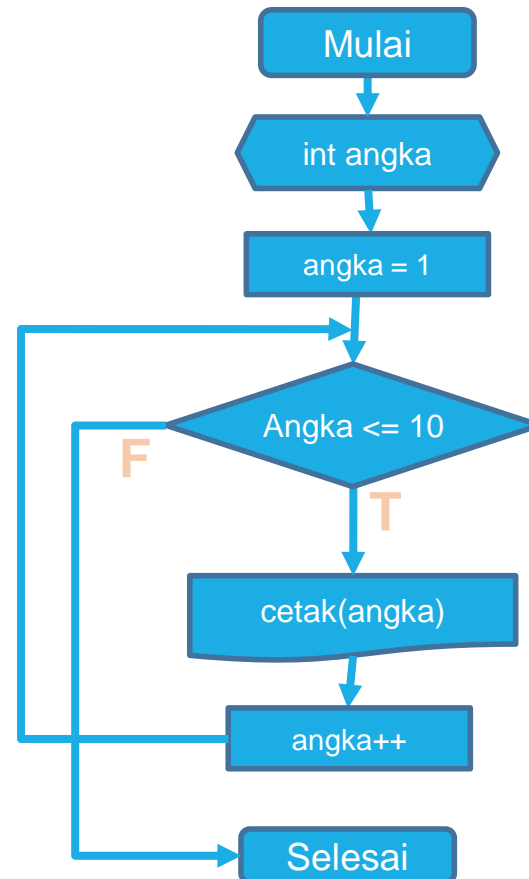 Mulai
int angka
angka = 1
Angka <= 10
F
T
cetak(angka)
angka++
Selesai